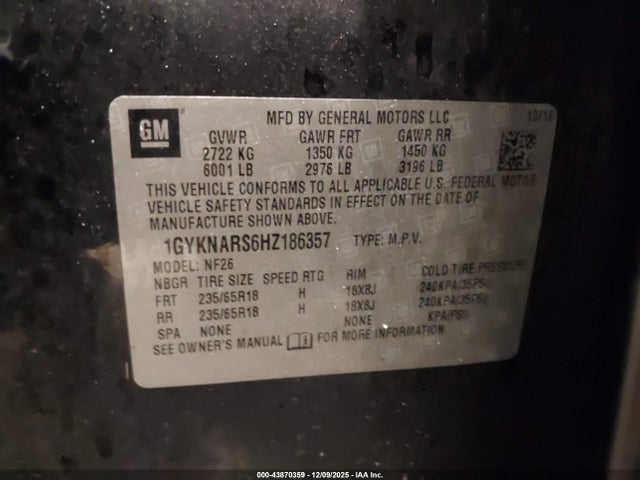 GM
MFD BY GENERAL MOTORS LLC 10/16
GVWR GAWR FRT GAWR RR
2722 KG 1350 KG 1450 KG
6001 LB 2976 LB 3196 LB
THIS VEHICLE CONFORMS TO ALL APPLICABLE U.S. FEDERAL MOTOR
VEHICLE SAFETY STANDARDS IN EFFECT ON THE DATE OF
MANUFACTURE SHOWN ABOVE.
1GYKNARS6HZ186357 TYPE: M.P.V.
MODEL: NF26
NBGR TIRE SIZE SPEED RTG RIM COLD TIRE PRESSURE
FRT 235/65R18 H 18X8J 240KPA(35PSI)
RR 235/65R18 H 18X8J 240KPA(35PSI)
SPA NONE NONE KPA(PSI)
SEE OWNER'S MANUAL FOR MORE INFORMATION.
000-43870359 - 12/09/2025 - IAA Inc.